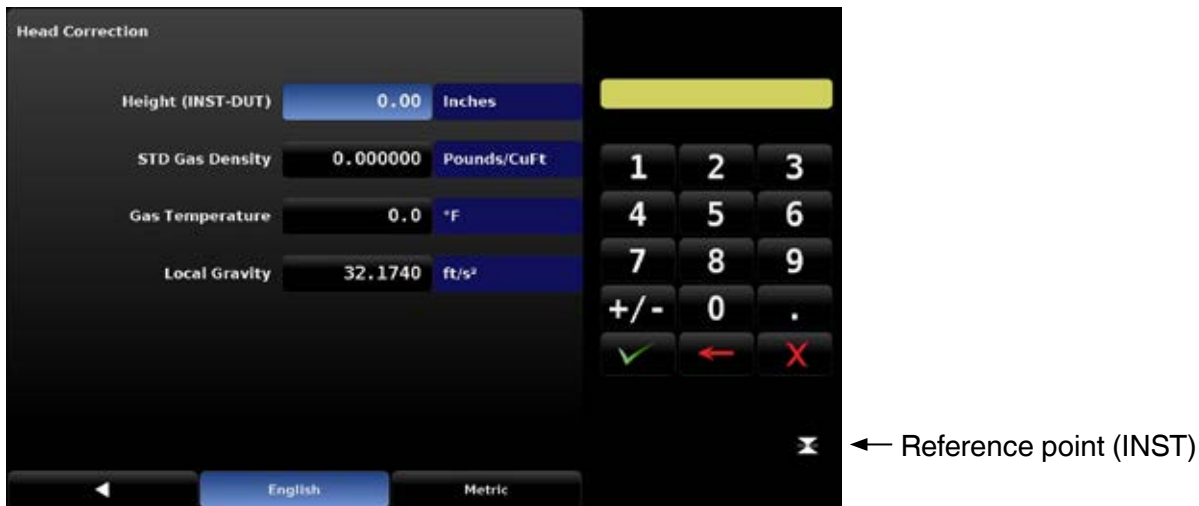 Head Correction
Height (INST-DUT) 0.00 Inches
STD Gas Density 0.000000 Pounds/CuFt
Gas Temperature 0.0 °F
Local Gravity 32.1740 ft/s²
1 2 3
4 5 6
7 8 9
+/- 0 .
X
Reference point (INST)
English Metric